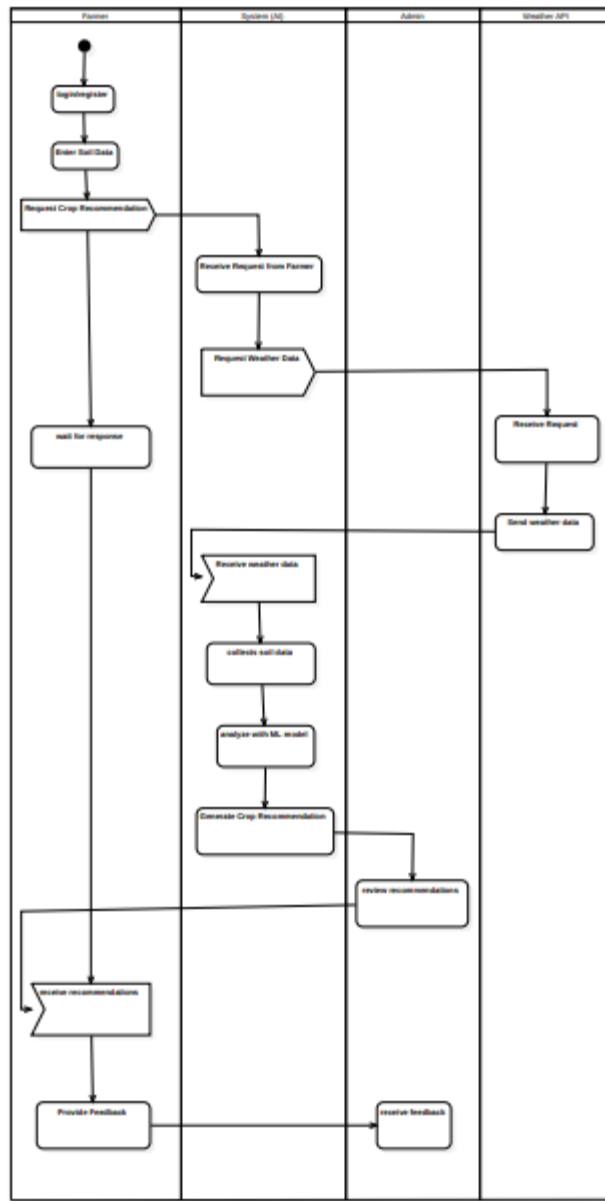 Farmer
System (AI)
Admin
Weather API
login/register
Enter Soil Data
Request Crop Recommendation
Receive Request from Farmer
Request Weather Data
wait for response
Receive Request
Send weather data
Receive weather data
collects soil data
analyze with ML model
Generate Crop Recommendation
review recommendations
receive recommendations
Provide Feedback
receive feedback